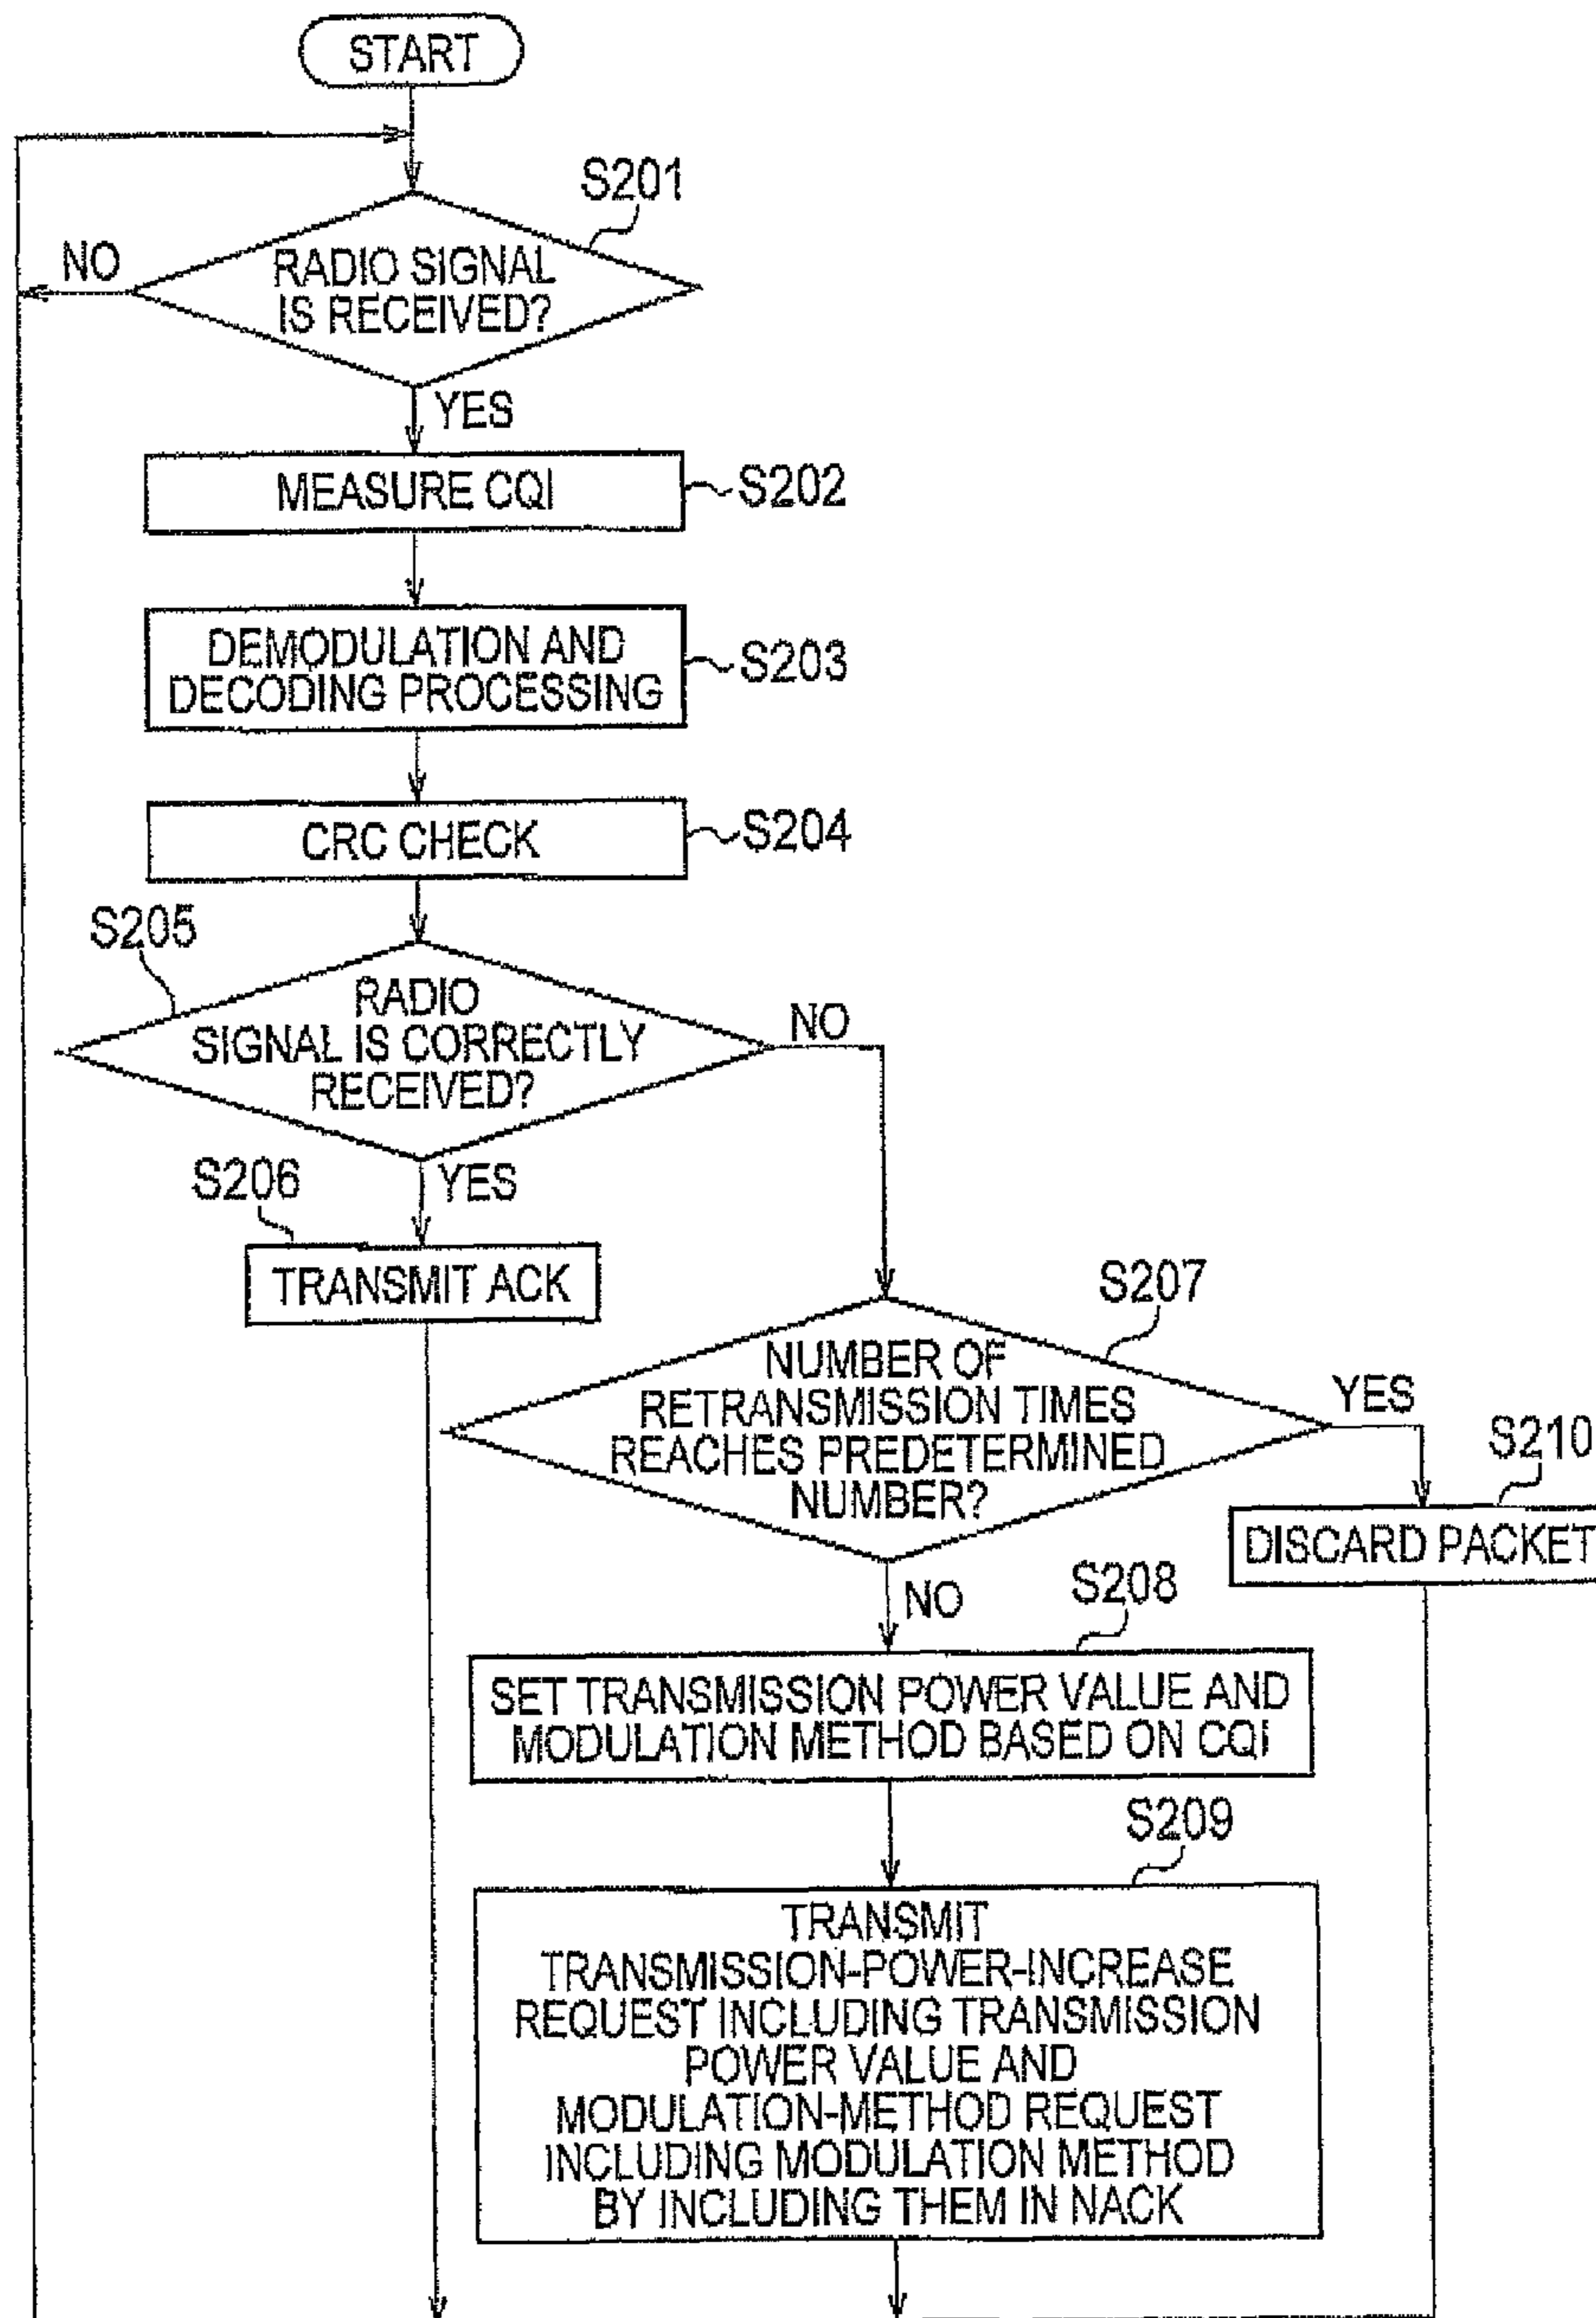 START
S201
NO
RADIO SIGNAL
IS RECEIVED?
YES
MEASURE CQI
S202
DEMODULATION AND
DECODING PROCESSING
S203
CRC CHECK
S204
S205
RADIO
SIGNAL IS CORRECTLY
RECEIVED?
NO
YES
S206
TRANSMIT ACK
S207
NUMBER OF
RETRANSMISSION TIMES
REACHES PREDETERMINED
NUMBER?
YES
S210
DISCARD PACKET
NO
S208
SET TRANSMISSION POWER VALUE AND
MODULATION METHOD BASED ON CQI
S209
TRANSMIT
TRANSMISSION-POWER-INCREASE
REQUEST INCLUDING TRANSMISSION
POWER VALUE AND
MODULATION-METHOD REQUEST
INCLUDING MODULATION METHOD
BY INCLUDING THEM IN NACK